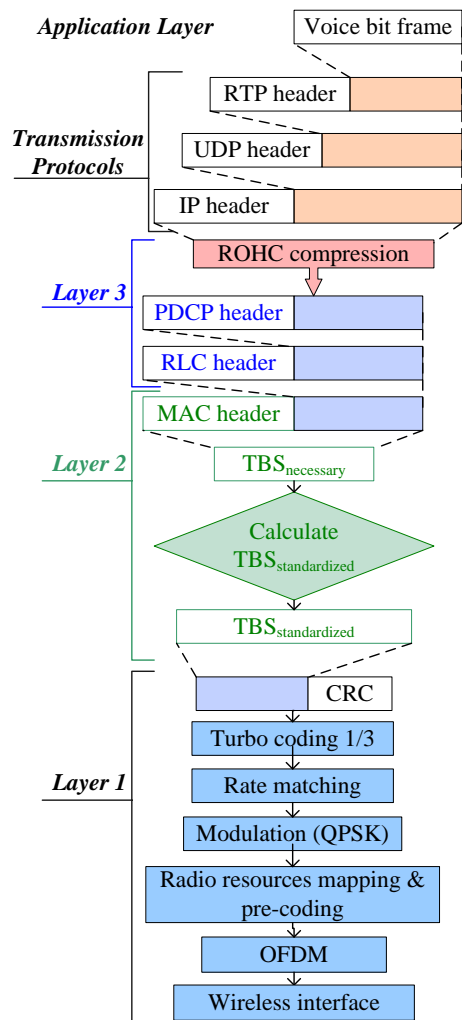 Application Layer
Voice bit frame
RTP header
Transmission
Protocols
UDP header
IP header
ROHC compression
Layer 3
PDCP header
RLC header
MAC header
Layer 2
TBSnecessary
Calculate
TBSstandardized
TBSstandardized
CRC
Turbo coding 1/3
Layer 1
Rate matching
Modulation (QPSK)
Radio resources mapping &
pre-coding
OFDM
Wireless interface